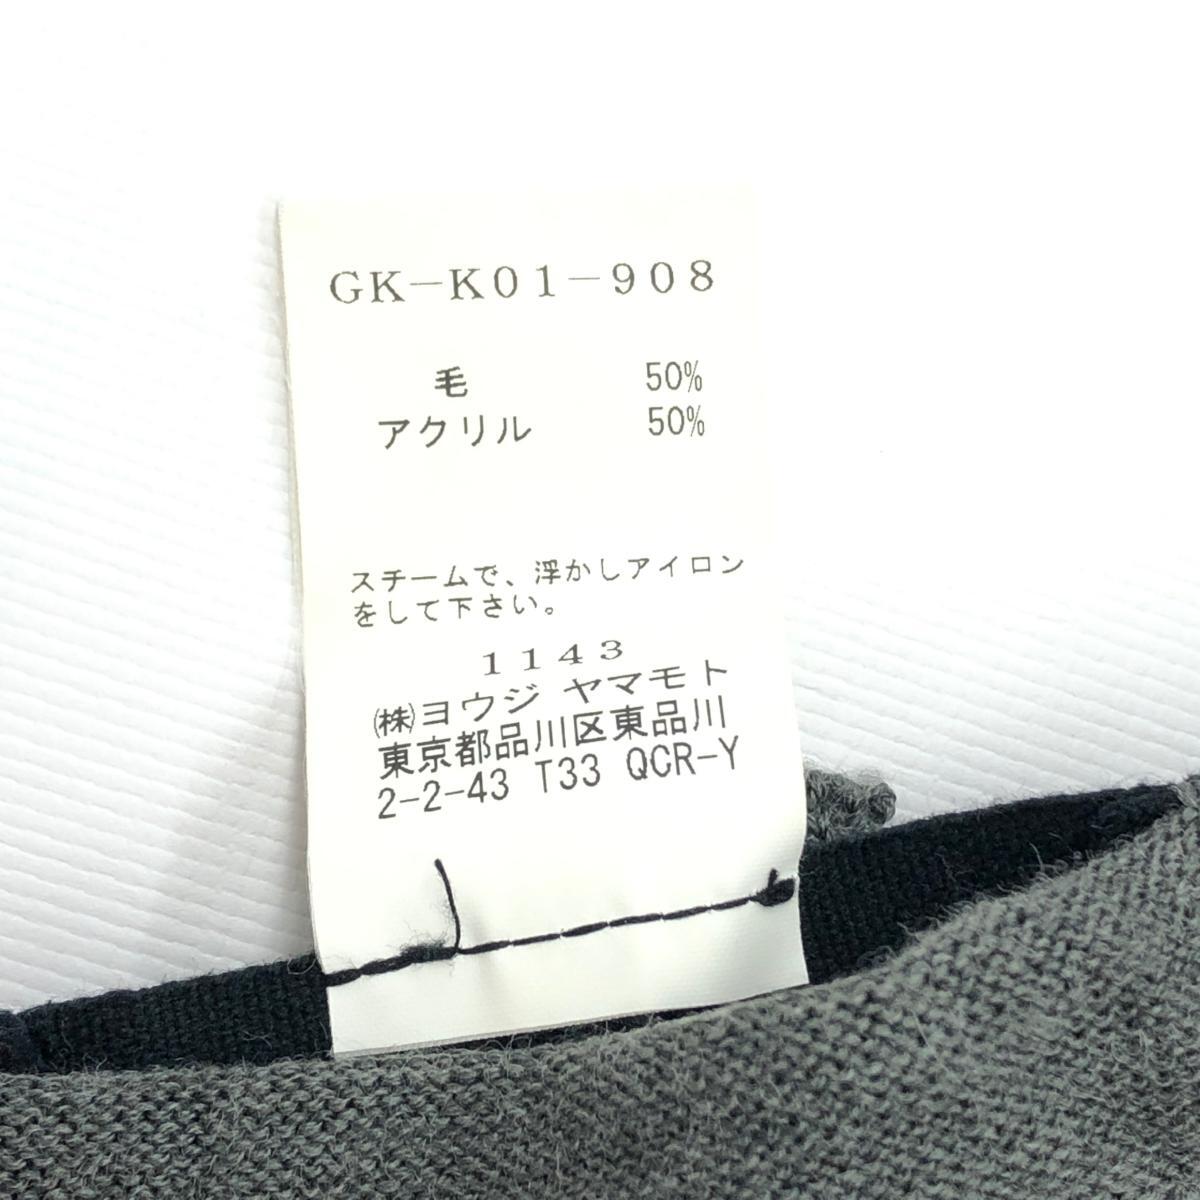 GK-K01-908
毛 50%
アクリル 50%
スチームで、浮かしアイロン
をして下さい。
1143
㈱ヨウジ ヤマモト
東京都品川区東品川
2-2-43 T33 QCR-Y